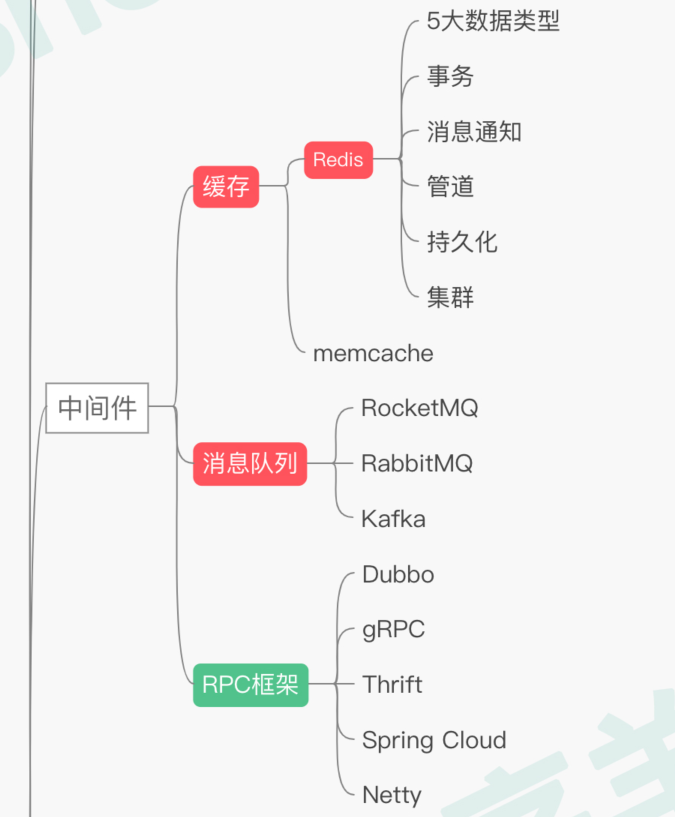 5大数据类型
事务
消息通知
Redis
缓存
管道
持久化
集群
memcache
中间件
RocketMQ
消息队列
RabbitMQ
Kafka
Dubbo
gRPC
RPC框架
Thrift
Spring Cloud
Netty